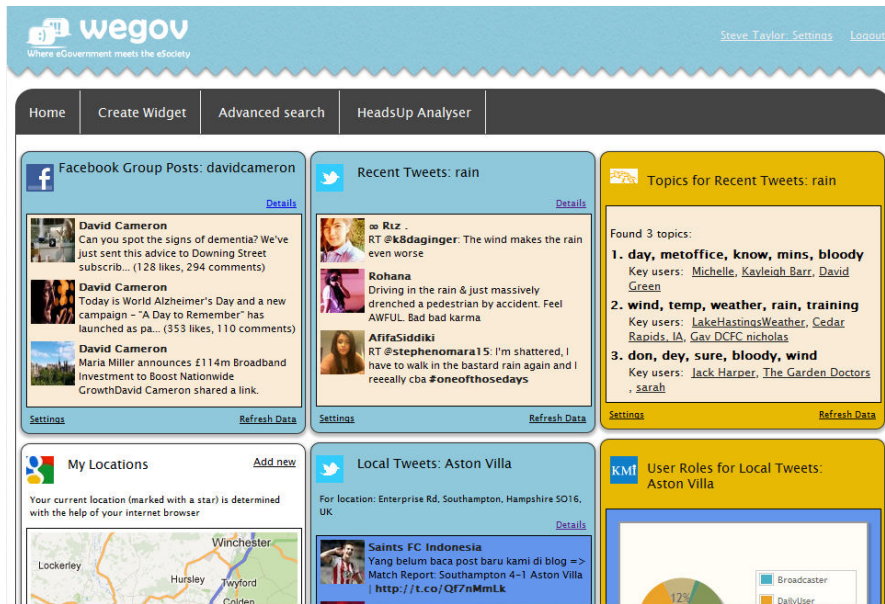 wegov
Where eGovernment meets the eSociety
Steve Taylor: Settings Logout
Home Create Widget Advanced search HeadsUp Analyser
Facebook Group Posts: davidcameron
Details
David Cameron
Can you spot the signs of dementia? We've
just sent this advice to Downing Street
subscrib... (128 likes, 294 comments)
David Cameron
Today is World Alzheimer's Day and a new
campaign – "A Day to Remember" has
launched as pa... (353 likes, 110 comments)
David Cameron
Maria Miller announces £114m Broadband
Investment to Boost Nationwide
GrowthDavid Cameron shared a link.
Settings Refresh Data
Recent Tweets: rain
Details
∞ Rız .
RT @k8daginger: The wind makes the rain
even worse
Rohana
Driving in the rain & just massively
drenched a pedestrian by accident. Feel
AWFUL. Bad bad karma
AfifaSiddiki
RT @stephenomara15: I'm shattered, I
have to walk in the bastard rain again and I
reeeally cba #oneofthosedays
Settings Refresh Data
Topics for Recent Tweets: rain
Found 3 topics:
1. day, metoffice, know, mins, bloody
Key users: Michelle, Kayleigh Barr, David
Green
2. wind, temp, weather, rain, training
Key users: LakeHastingsWeather, Cedar
Rapids, IA, Gav DCFC nicholas
3. don, dey, sure, bloody, wind
Key users: Jack Harper, The Garden Doctors
, sarah
Settings Refresh Data
My Locations Add new
Your current location (marked with a star) is determined
with the help of your internet browser
Winchester
Lockerley
Hursley
Twyford
Colden
Local Tweets: Aston Villa
For location: Enterprise Rd, Southampton, Hampshire SO16,
UK
Details
Saints FC Indonesia
Yang belum baca post baru kami di blog =>
Match Report: Southampton 4-1 Aston Villa
| http://t.co/Qf7nMmLk
KMi
User Roles for Local Tweets:
Aston Villa
12%
Broadcaster
DailyUser